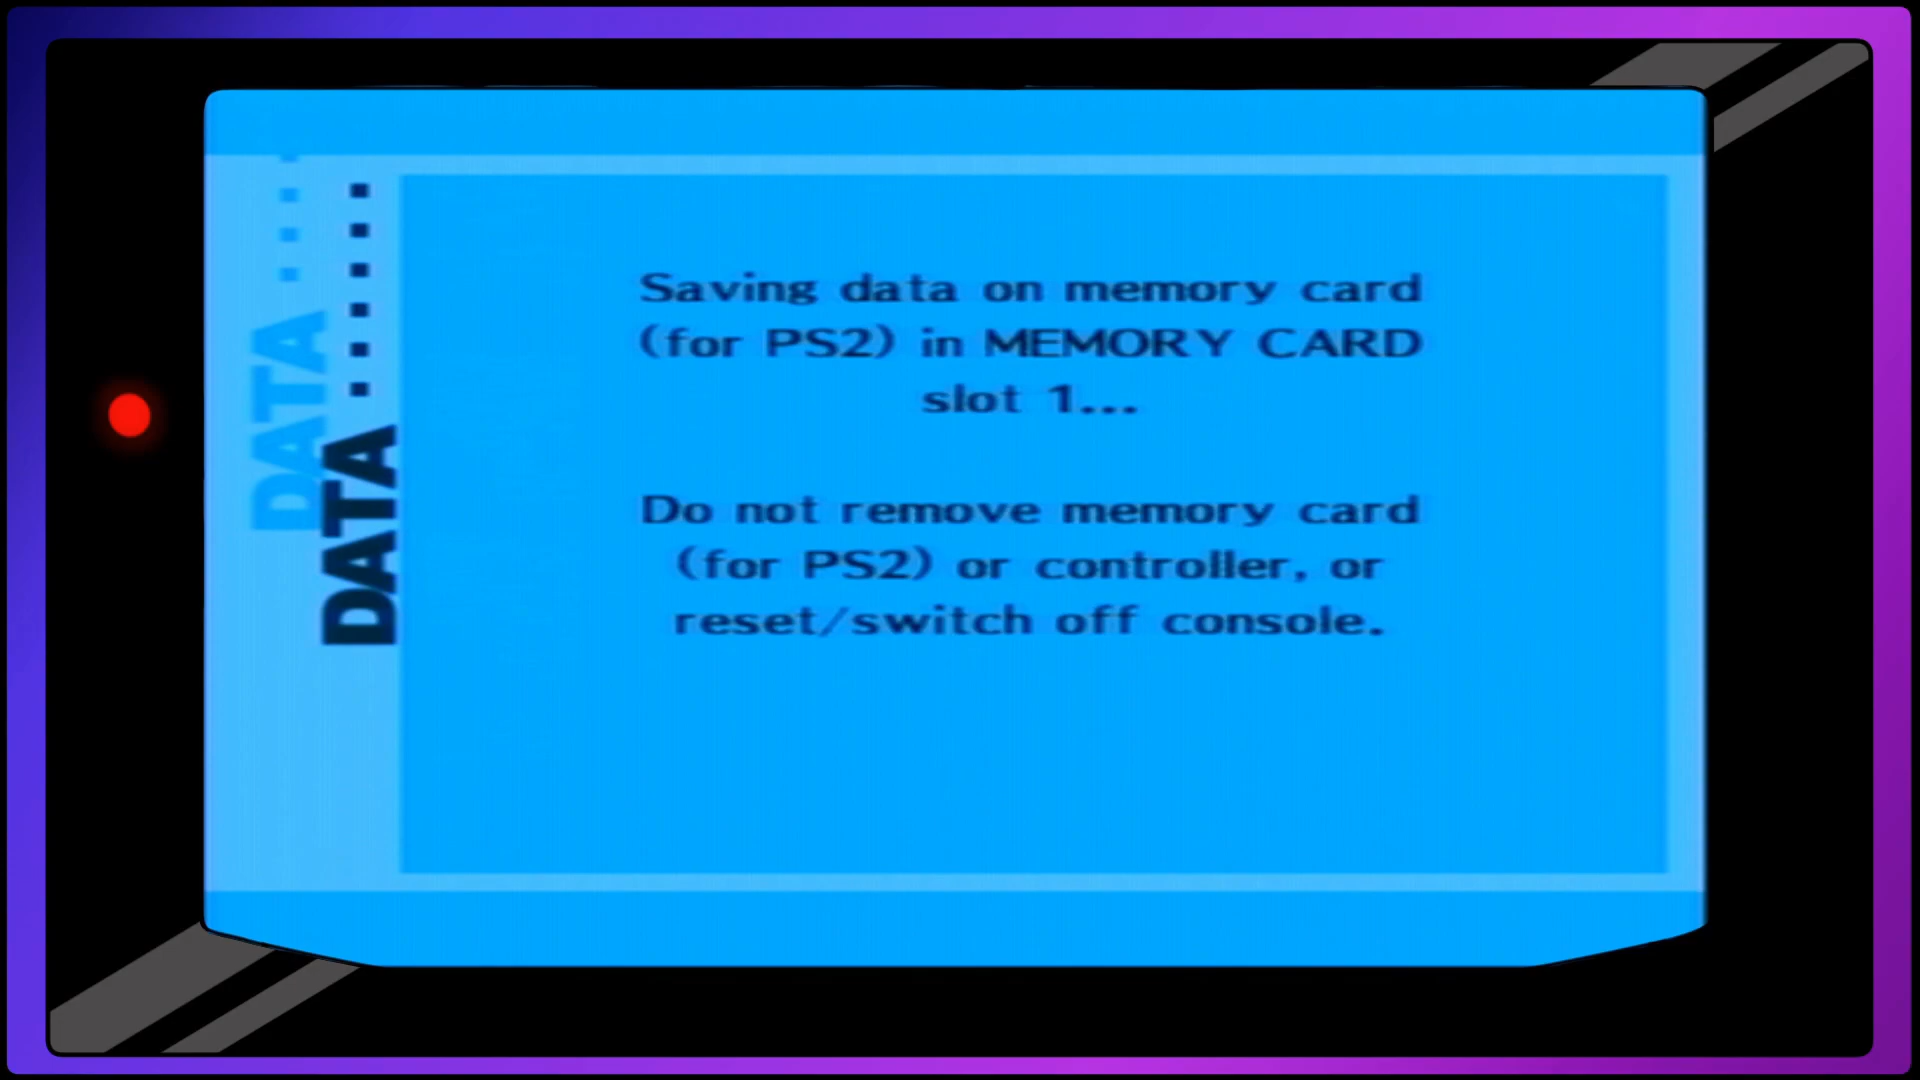 DATA......
DATA....
Saving data on memory card
(for PS2) in MEMORY CARD
slot 1...
Do not remove memory card
(for PS2) or controller, or
reset/switch off console.